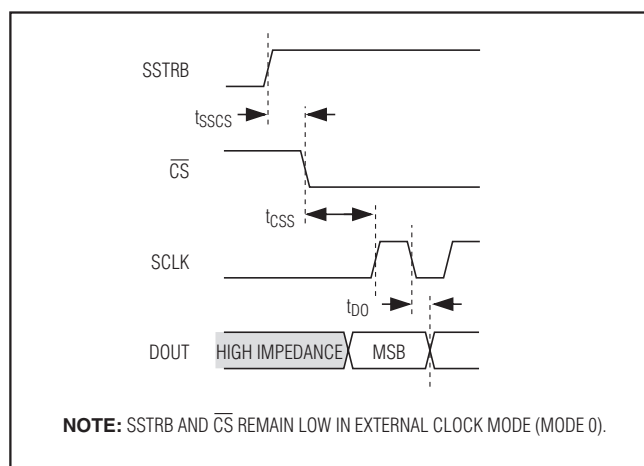 SSTRB
tSSCS
CS
tCSS
SCLK
tDO
DOUT HIGH IMPEDANCE MSB
NOTE: SSTRB AND CS REMAIN LOW IN EXTERNAL CLOCK MODE (MODE 0).